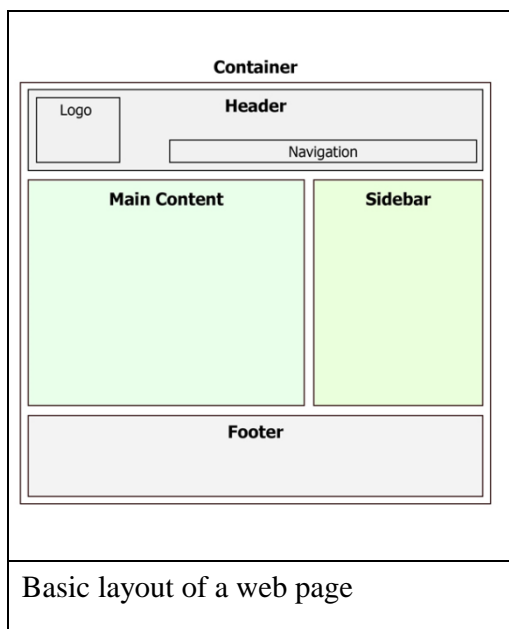 Container
Header
Logo
Navigation
Main Content
Sidebar
Footer
Basic layout of a web page